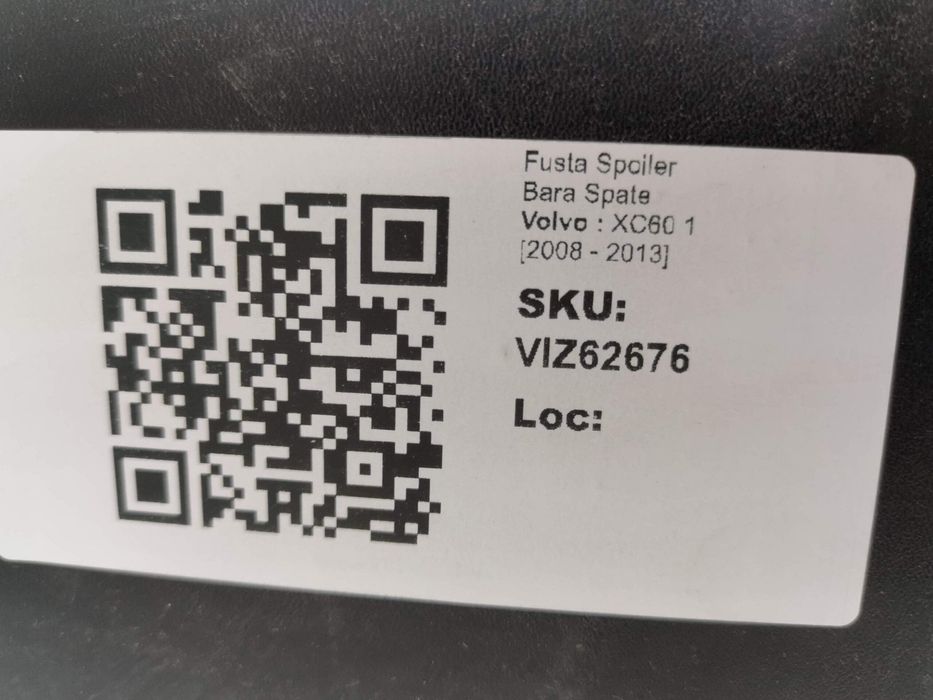 Fusta Spoiler
Bara Spate
Volvo : XC60 1
[2008 - 2013]
SKU:
VIZ62676
Loc: